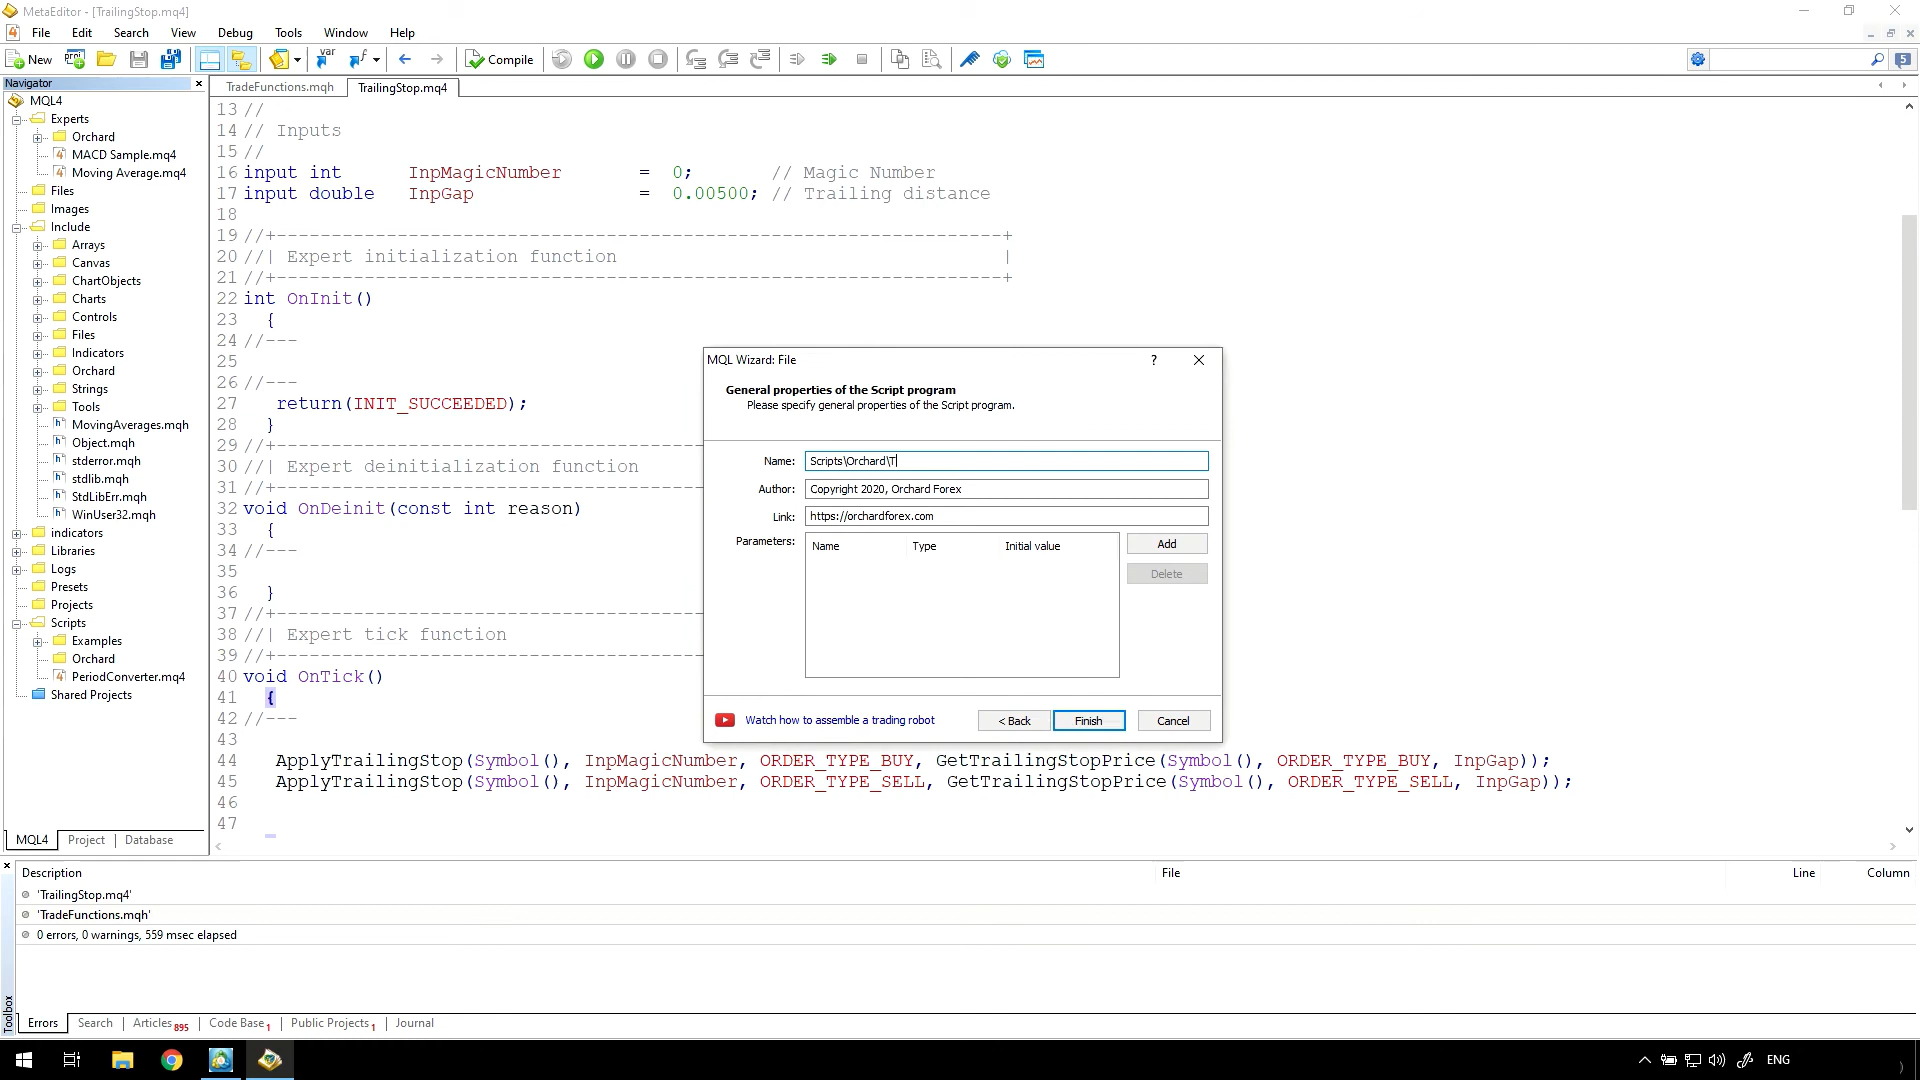 MetaEditor - [TrailingStop.mq4]
File Edit Search View Debug Tools Window Help
New Compile 5
Navigator
MQL4
Experts
Orchard
MACD Sample.mq4
Moving Average.mq4
Files
Images
Include
Arrays
Canvas
ChartObjects
Charts
Controls
Files
Indicators
Orchard
Strings
Tools
MovingAverages.mqh
Object.mqh
stderror.mqh
stdlib.mqh
StdLibErr.mqh
WinUser32.mqh
indicators
Libraries
Logs
Presets
Projects
Scripts
Examples
Orchard
PeriodConverter.mq4
Shared Projects
MQL4 Project Database
TradeFunctions.mqh TrailingStop.mq4
13 //
14 // Inputs
15 //
16 input int InpMagicNumber = 0; // Magic Number
17 input double InpGap = 0.00500; // Trailing distance
18
19 //+------------------------------------------------------------------+
20 //| Expert initialization function |
21 //+------------------------------------------------------------------+
22 int OnInit()
23 {
24 //---
25
26 //---
27 return(INIT_SUCCEEDED);
28 }
29 //+---------------------------------------
30 //| Expert deinitialization function
31 //+---------------------------------------
32 void OnDeinit(const int reason)
33 {
34 //---
35
36 }
37 //+---------------------------------------
38 //| Expert tick function
39 //+---------------------------------------
40 void OnTick()
41 {
42 //---
43
44 ApplyTrailingStop(Symbol(), InpMagicNumber, ORDER_TYPE_BUY, GetTrailingStopPrice(Symbol(), ORDER_TYPE_BUY, InpGap));
45 ApplyTrailingStop(Symbol(), InpMagicNumber, ORDER_TYPE_SELL, GetTrailingStopPrice(Symbol(), ORDER_TYPE_SELL, InpGap));
46
47
MQL Wizard: File
General properties of the Script program
Please specify general properties of the Script program.
Name: Scripts\Orchard\T
Author: Copyright 2020, Orchard Forex
Link: https://orchardforex.com
Parameters: Name Type Initial value Add
Delete
Watch how to assemble a trading robot < Back Finish Cancel
Description File Line Column
'TrailingStop.mq4'
'TradeFunctions.mqh'
0 errors, 0 warnings, 559 msec elapsed
Toolbox
Errors Search Articles 895 Code Base 1 Public Projects 1 Journal
ENG